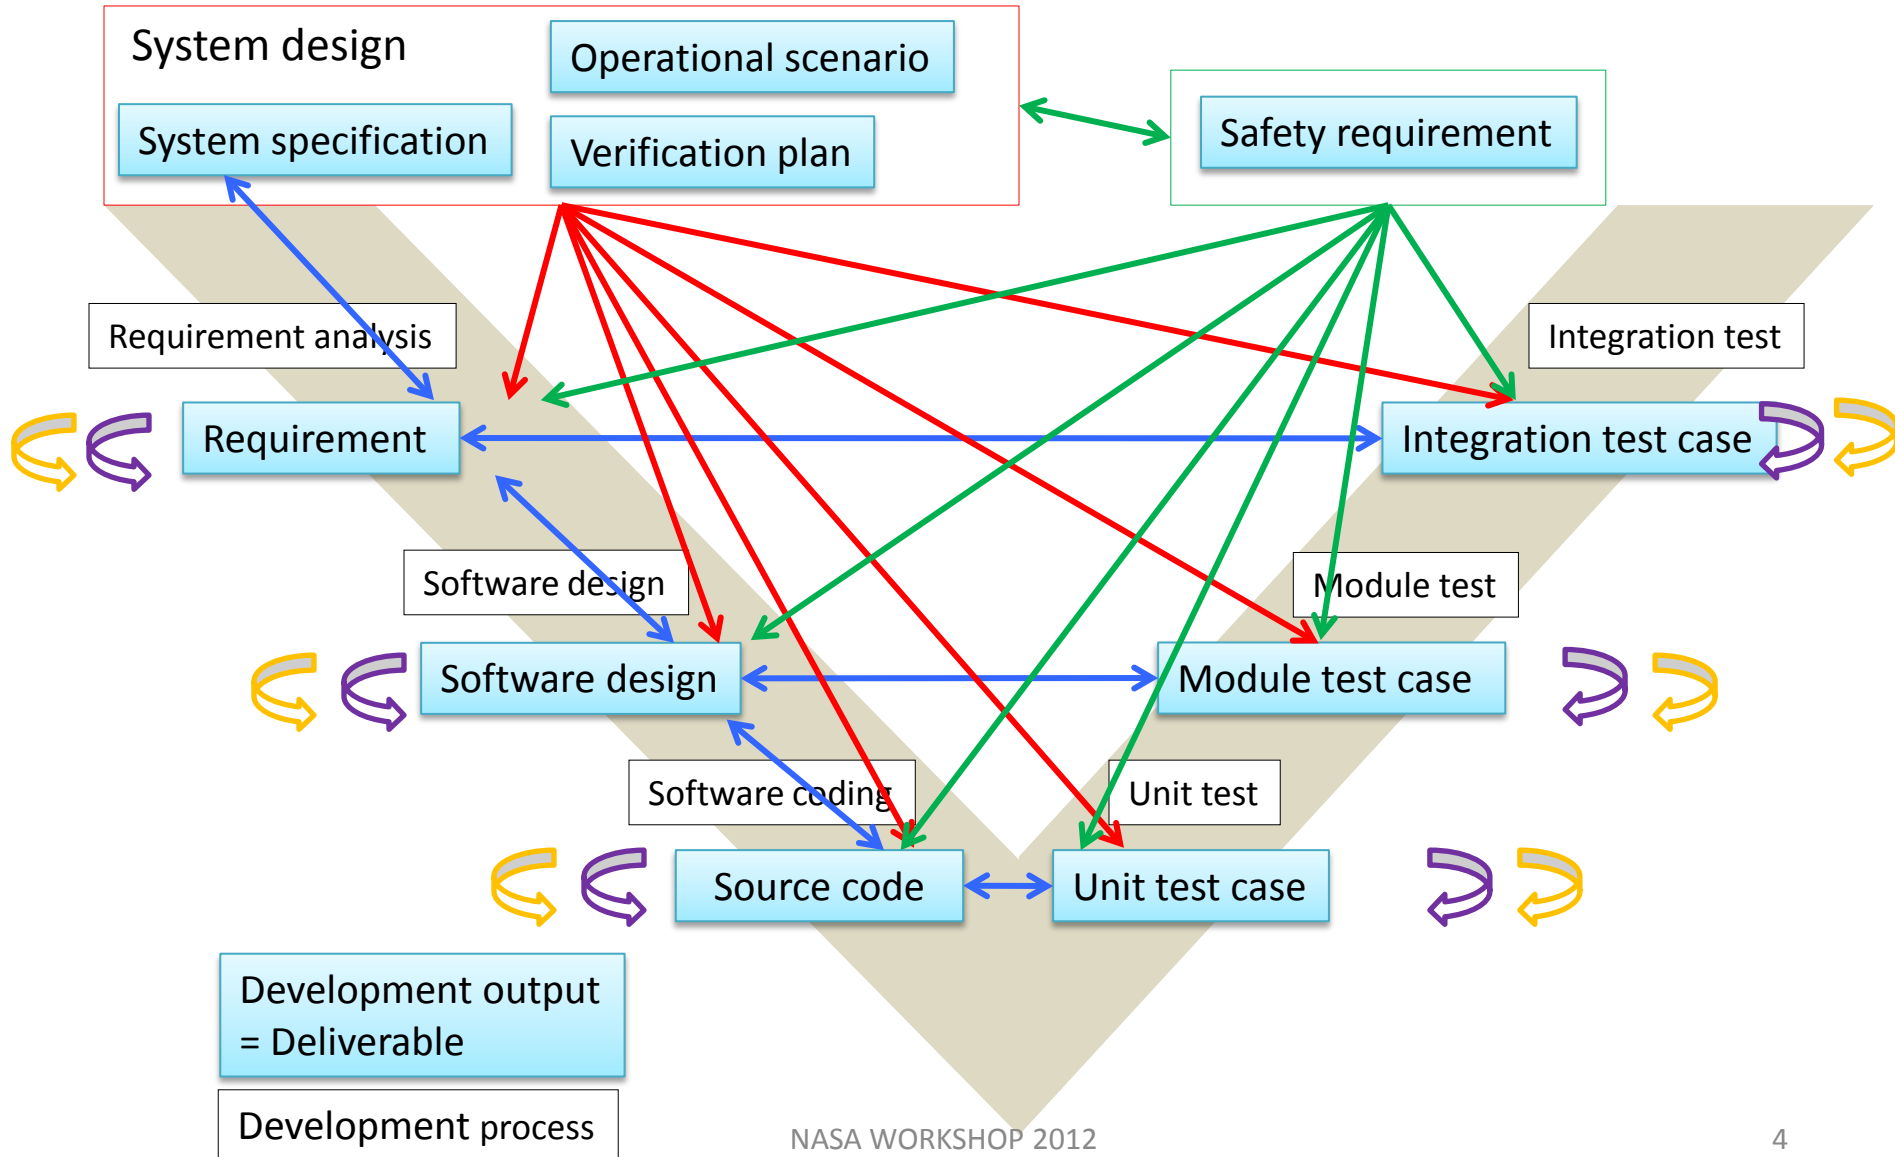 System design
Operational scenario
System specification
Verification plan
Safety requirement
Requirement analysis
Integration test
Requirement
Integration test case
Software design
Module test
Software design
Module test case
Software coding
Unit test
Source code
Unit test case
Development output
= Deliverable
Development process
NASA WORKSHOP 2012
4